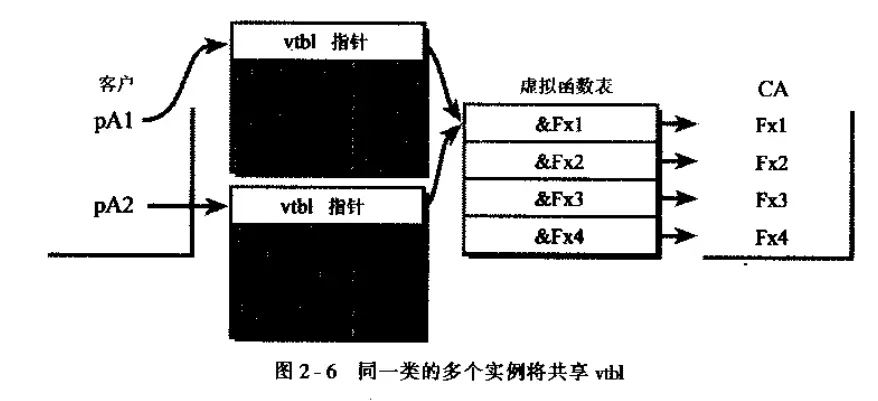 vtbl 指针
客户
pA1
pA2
vtbl 指针
虚拟函数表
&Fx1
&Fx2
&Fx3
&Fx4
CA
Fx1
Fx2
Fx3
Fx4
图 2-6 同一类的多个实例将共享 vtbl